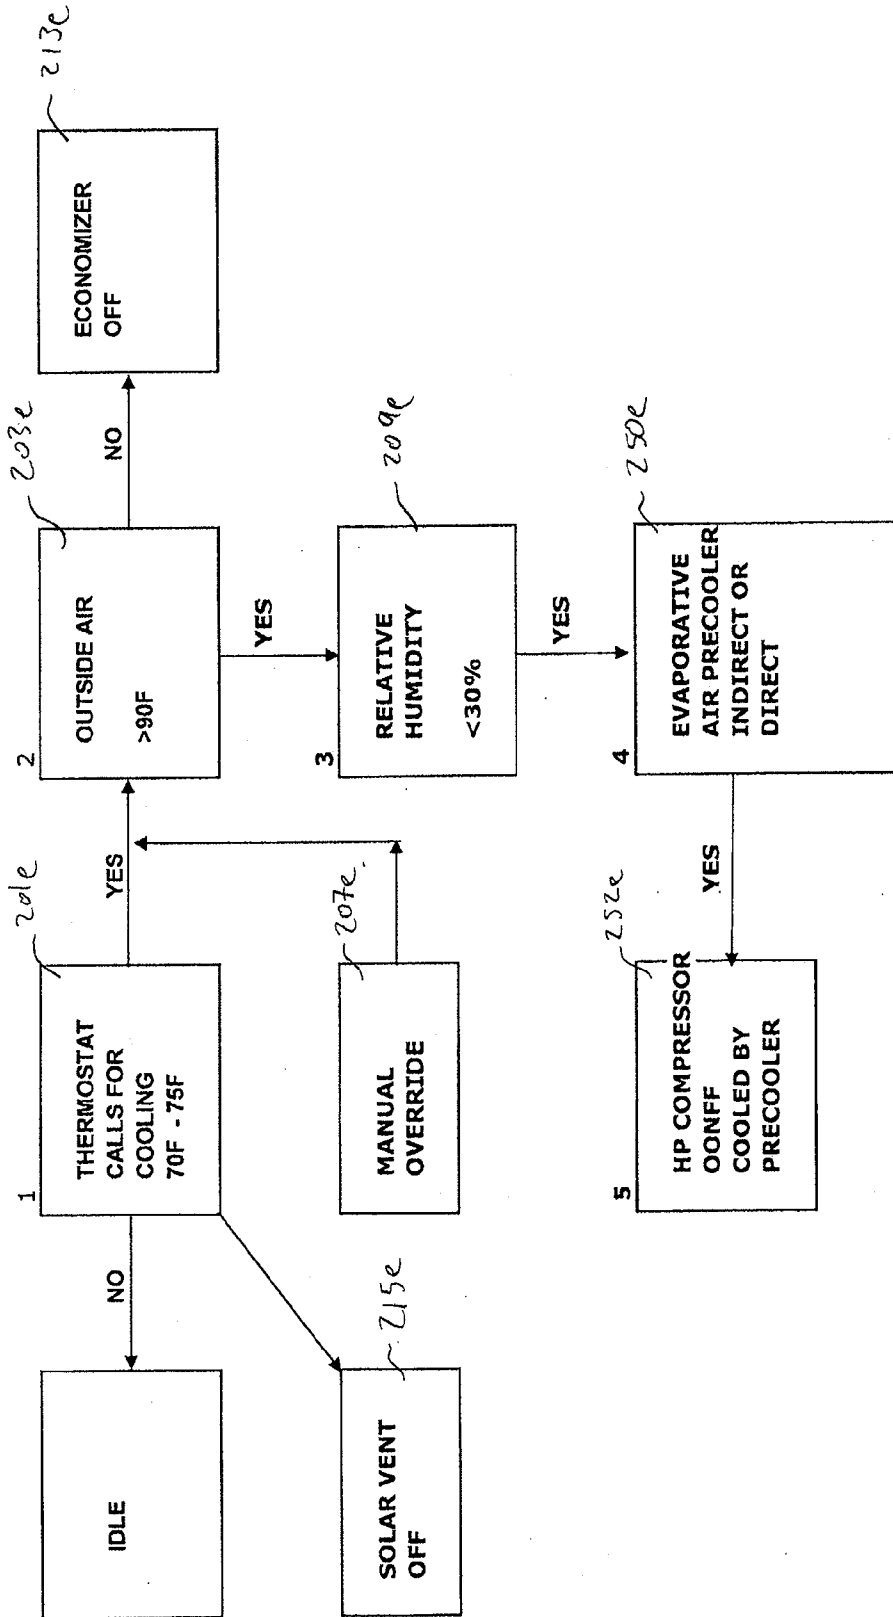 IDLE
NO
1
THERMOSTAT
CALLS FOR
COOLING
70F - 75F
201e
YES
2
OUTSIDE AIR
>90F
203e
NO
ECONOMIZER
OFF
213e
SOLAR VENT
OFF
215e
MANUAL
OVERRIDE
207e.
YES
3
RELATIVE
HUMIDITY
<30%
209e
YES
5
HP COMPRESSOR
OONFF
COOLED BY
PRECOOLER
252e
YES
4
EVAPORATIVE
AIR PRECOOLER
INDIRECT OR
DIRECT
250e